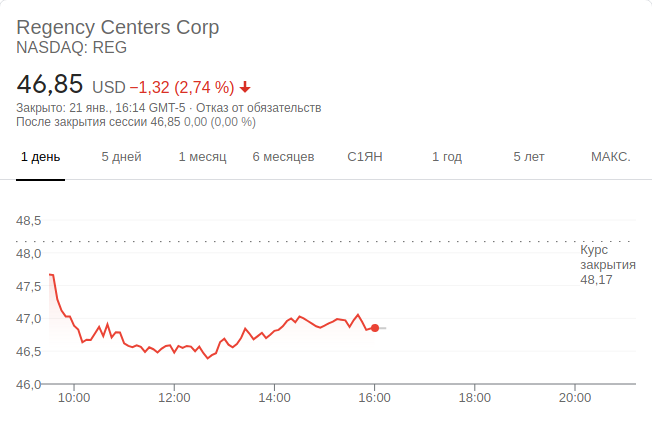 Regency Centers Corp
NASDAQ: REG
46,85 USD −1,32 (2,74 %)
Закрыто: 21 янв., 16:14 GMT-5 · Отказ от обязательств
После закрытия сессии 46,85 0,00 (0,00 %)
1 день 5 дней 1 месяц 6 месяцев С1ЯН 1 год 5 лет МАКС.
48,5
Курс
закрытия
48,17
48,0
47,5
47,0
46,5
46,0
10:00 12:00 14:00 16:00 18:00 20:00